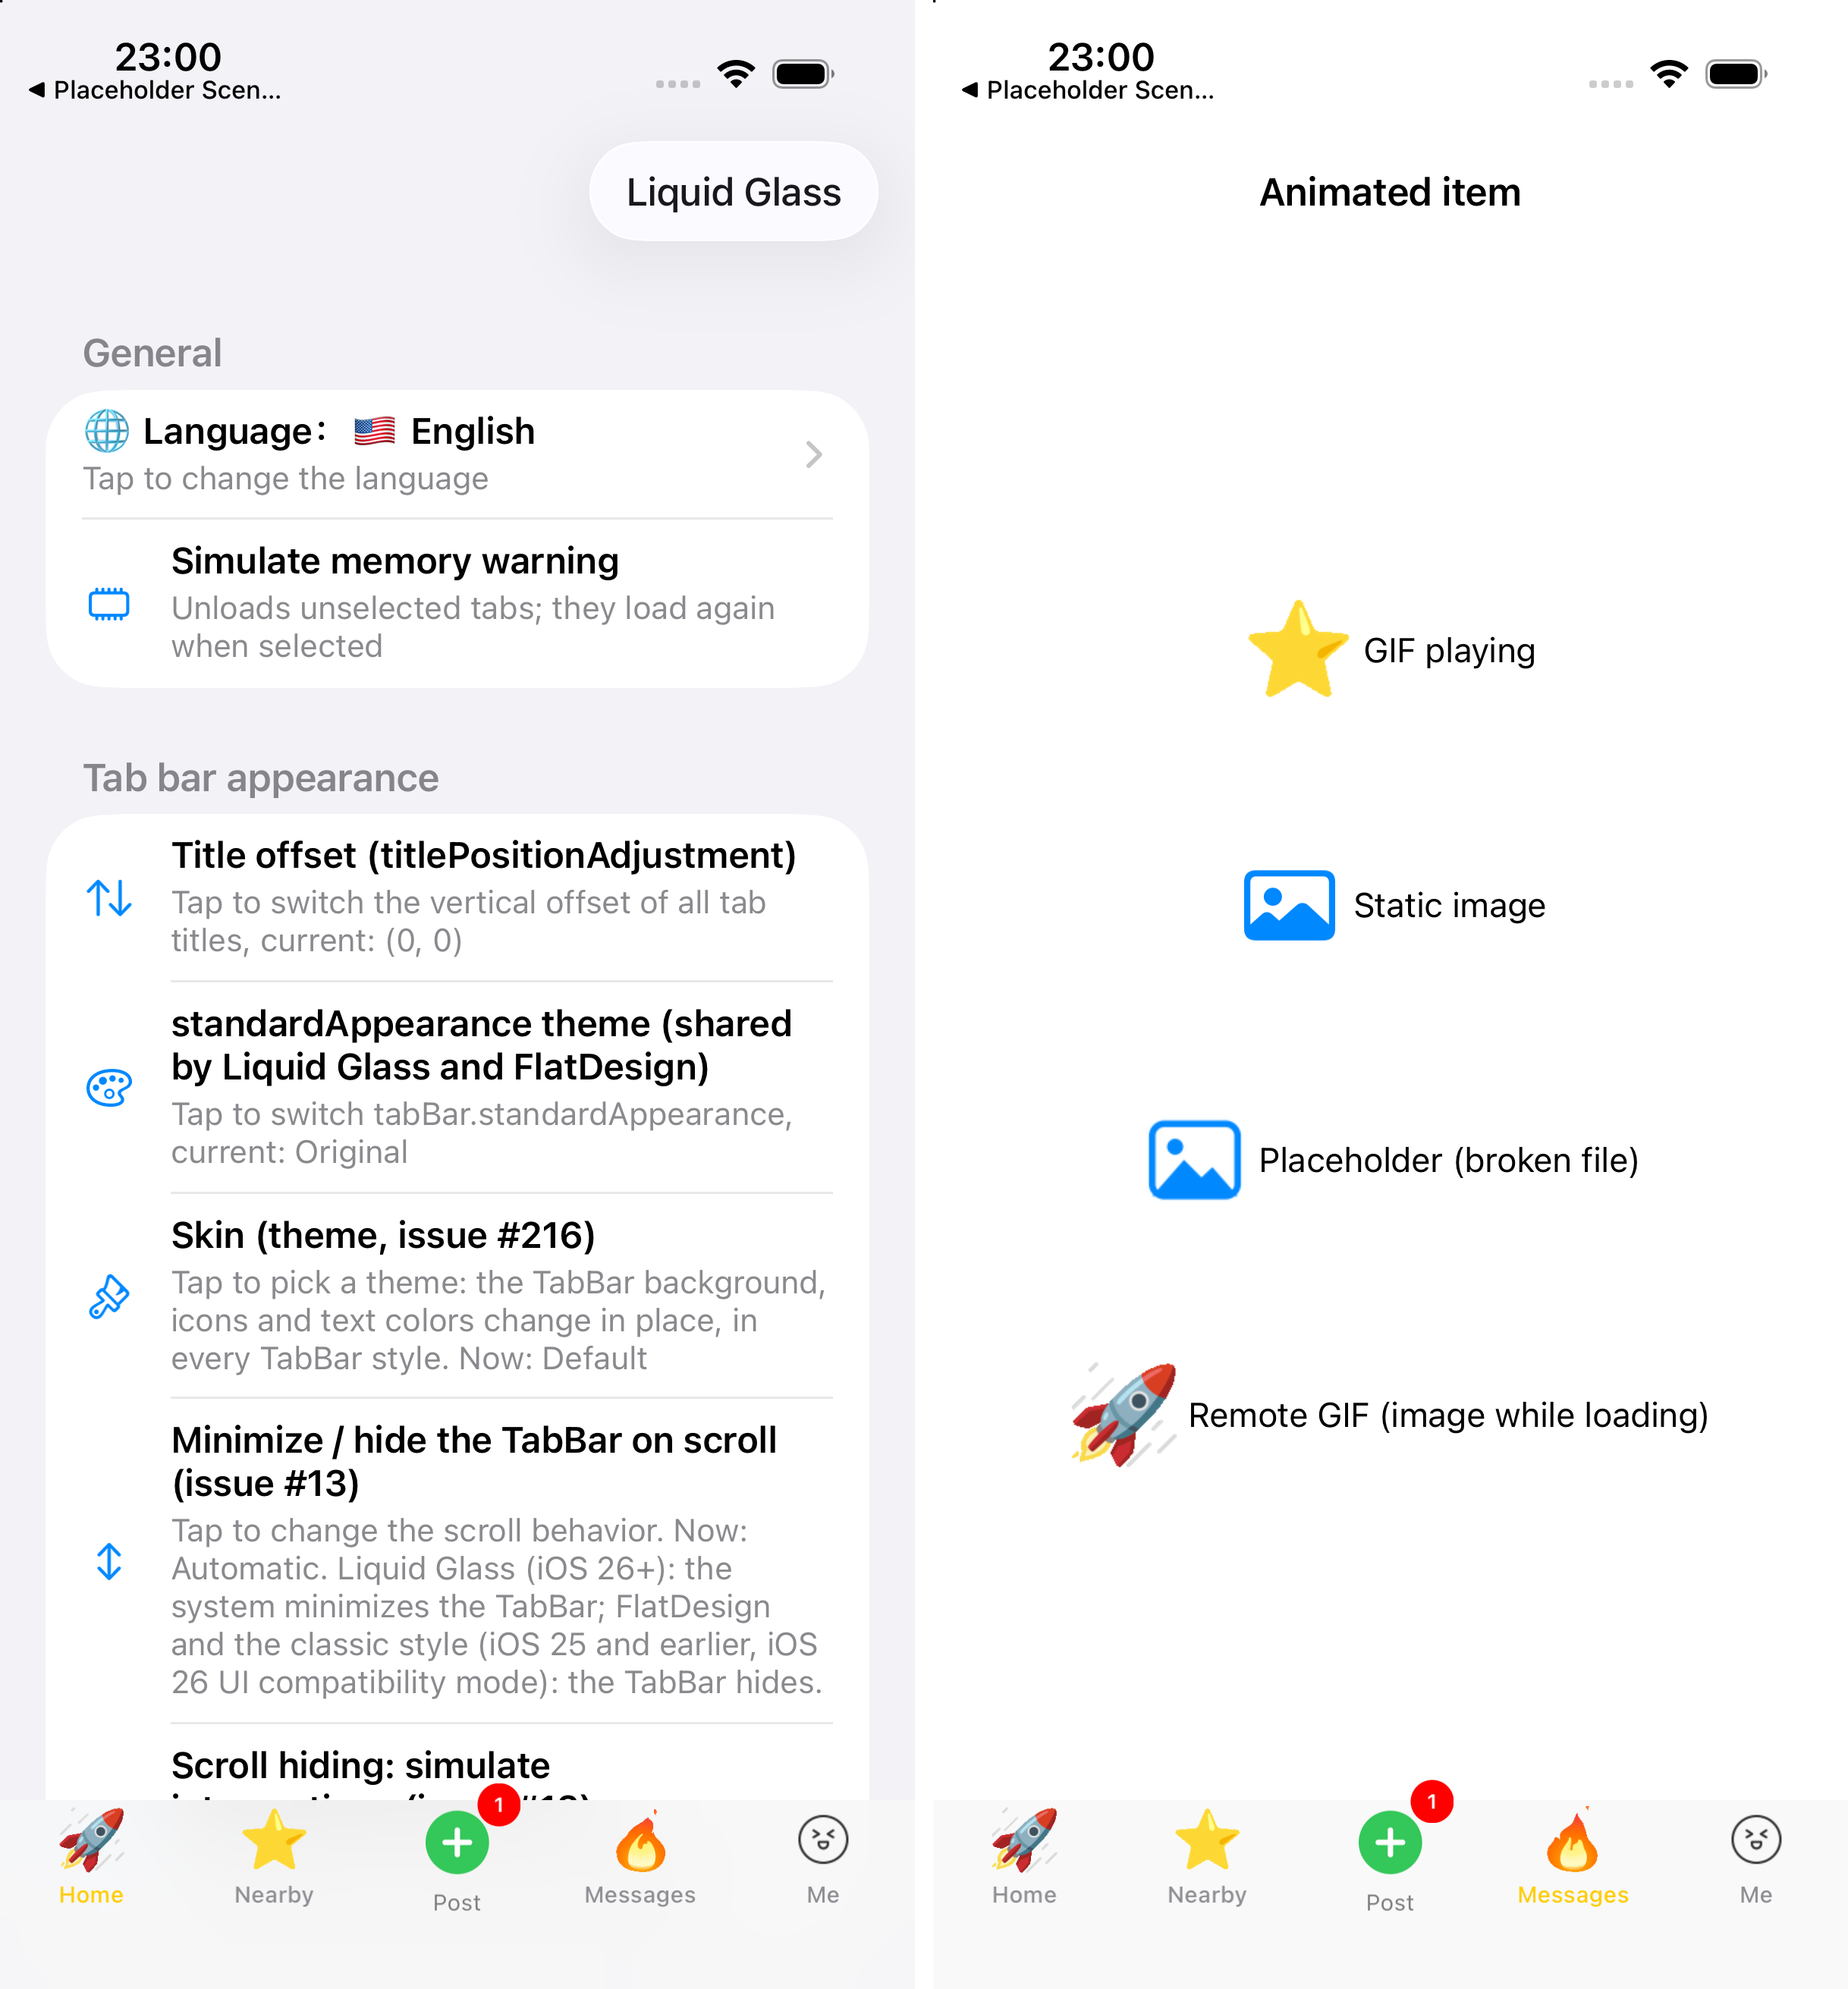 23:00
Placeholder Scen...
Liquid Glass
General
Language： English
Tap to change the language
Simulate memory warning
Unloads unselected tabs; they load again
when selected
Tab bar appearance
Title offset (titlePositionAdjustment)
Tap to switch the vertical offset of all tab
titles, current: (0, 0)
standardAppearance theme (shared
by Liquid Glass and FlatDesign)
Tap to switch tabBar.standardAppearance,
current: Original
Skin (theme, issue #216)
Tap to pick a theme: the TabBar background,
icons and text colors change in place, in
every TabBar style. Now: Default
Minimize / hide the TabBar on scroll
(issue #13)
Tap to change the scroll behavior. Now:
Automatic. Liquid Glass (iOS 26+): the
system minimizes the TabBar; FlatDesign
and the classic style (iOS 25 and earlier, iOS
26 UI compatibility mode): the TabBar hides.
Scroll hiding: simulate
1
Home
Nearby
Post
Messages
Me
23:00
Placeholder Scen...
Animated item
GIF playing
Static image
Placeholder (broken file)
Remote GIF (image while loading)
1
Home
Nearby
Post
Messages
Me